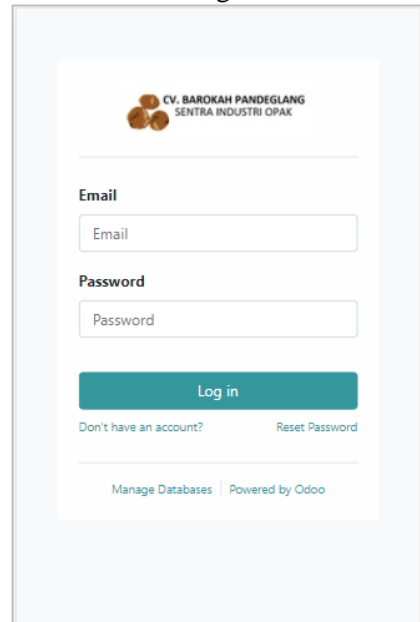 CV. BAROKAH PANDEGLANG
SENTRA INDUSTRI OPAK
Email
Email
Password
Password
Log in
Don't have an account? Reset Password
Manage Databases Powered by Odoo